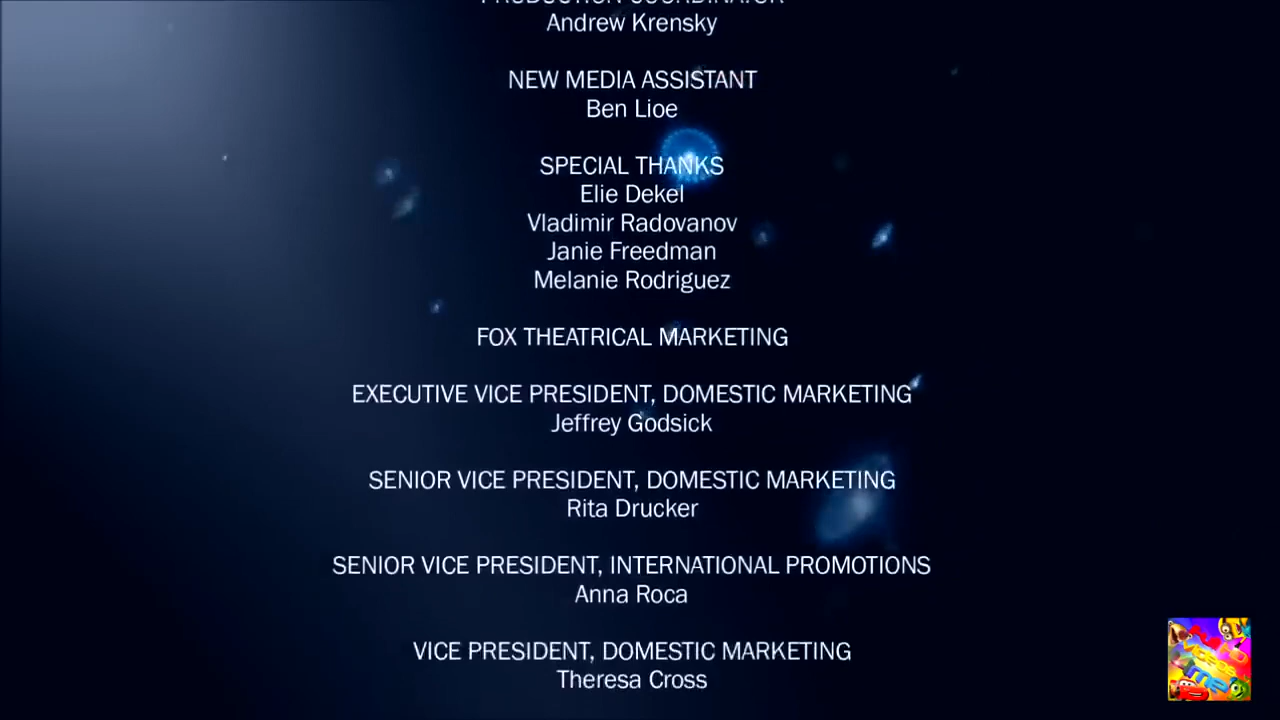 PRODUCTION COORDINATOR
Andrew Krensky
NEW MEDIA ASSISTANT
Ben Lioe
SPECIAL THANKS
Elie Dekel
Vladimir Radovanov
Janie Freedman
Melanie Rodriguez
FOX THEATRICAL MARKETING
EXECUTIVE VICE PRESIDENT, DOMESTIC MARKETING
Jeffrey Godsick
SENIOR VICE PRESIDENT, DOMESTIC MARKETING
Rita Drucker
SENIOR VICE PRESIDENT, INTERNATIONAL PROMOTIONS
Anna Roca
VICE PRESIDENT, DOMESTIC MARKETING
Theresa Cross